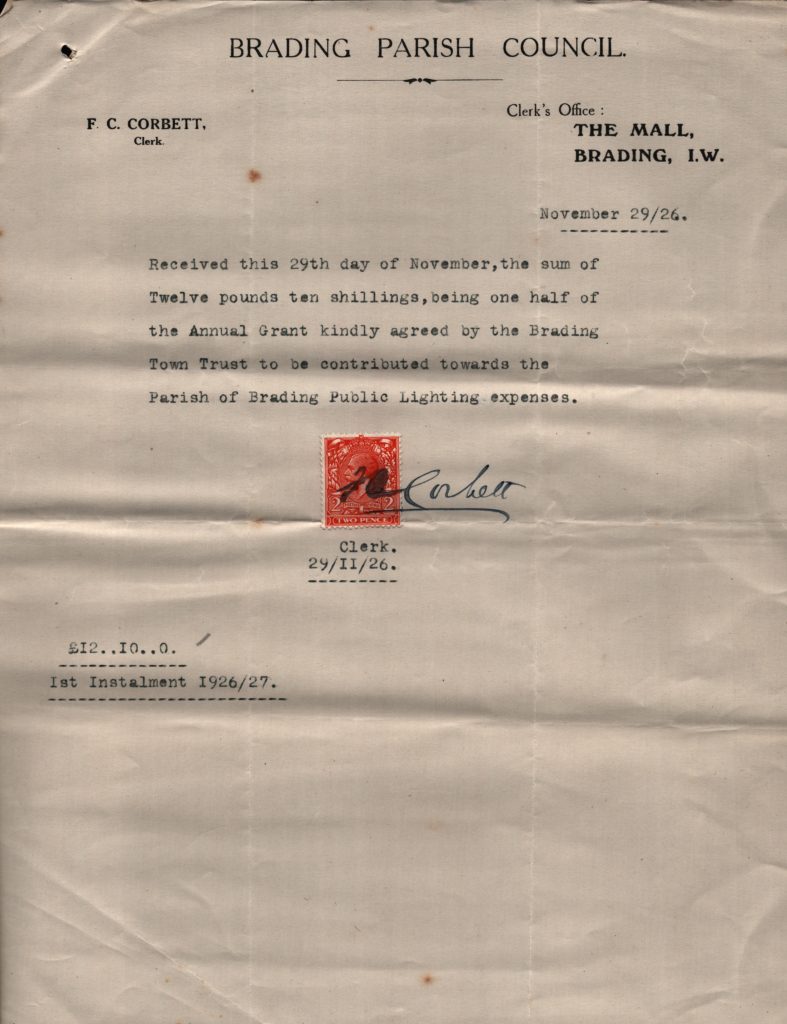 BRADING PARISH COUNCIL.
F. C. CORBETT,
Clerk.
Clerk's Office :
THE MALL,
BRADING, I.W.
November 29/26.
Received this 29th day of November,the sum of
Twelve pounds ten shillings,being one half of
the Annual Grant kindly agreed by the Brading
Town Trust to be contributed towards the
Parish of Brading Public Lighting expenses.
F C Corbett
2 2
TWO PENCE
Clerk.
29/II/26.
£I2..I0..0.
Ist Instalment I926/27.